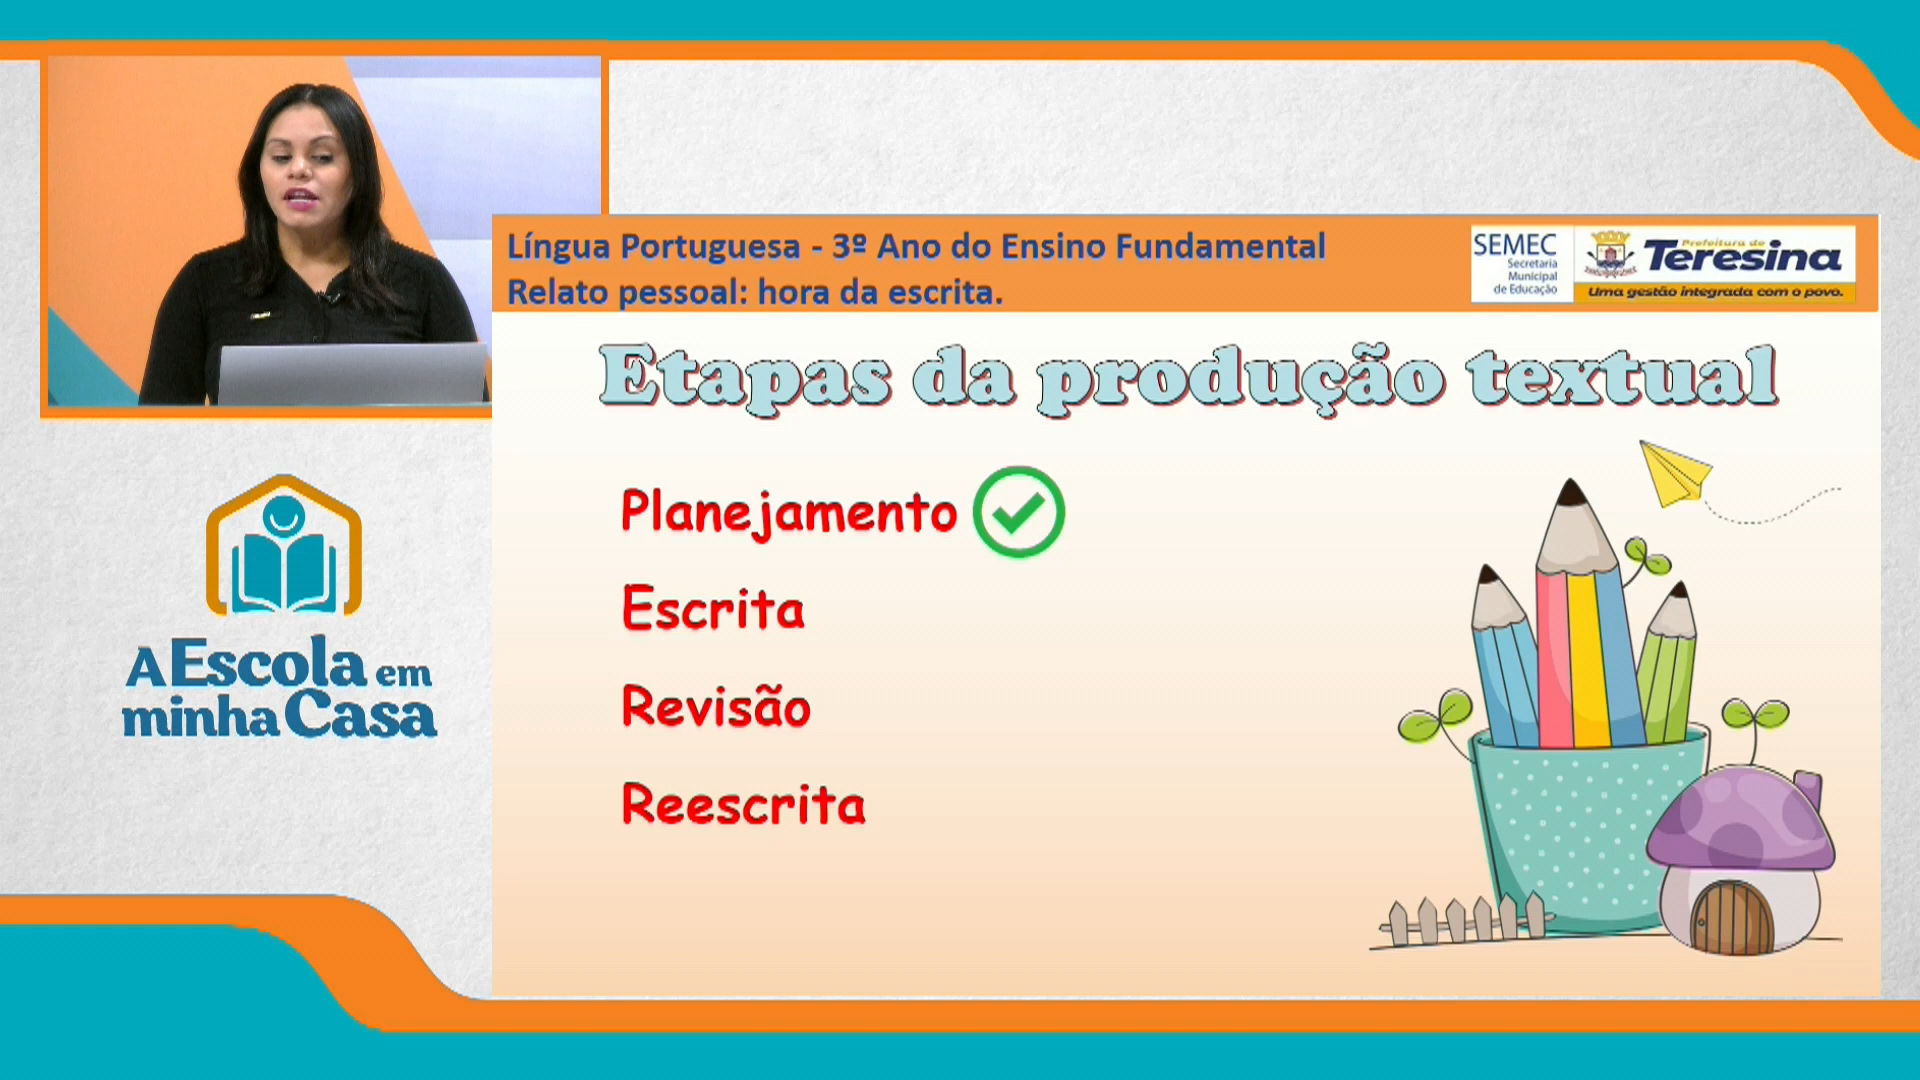 Língua Portuguesa - 3º Ano do Ensino Fundamental
Relato pessoal: hora da escrita.
SEMEC
Secretaria
Municipal
de Educação
Prefeitura de
Teresina
Uma gestão integrada com o povo.
Etapas da produção textual
Planejamento
Escrita
Revisão
Reescrita
A Escola em
minha Casa